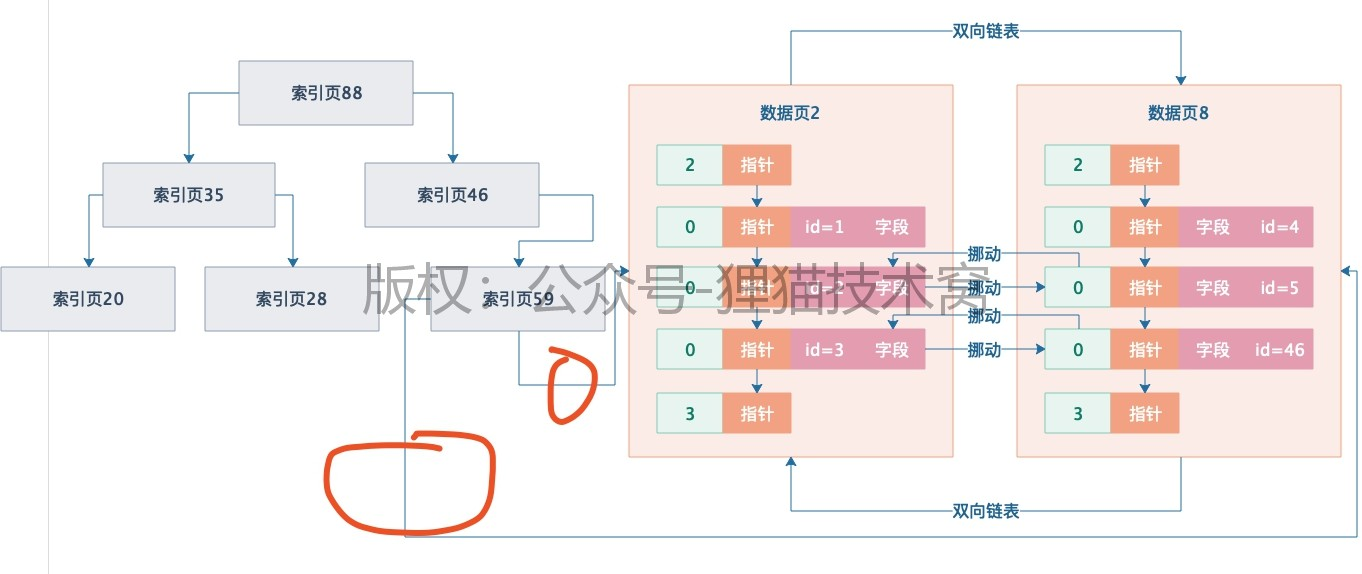 双向链表
索引页88
数据页2
数据页8
2 指针
2 指针
索引页35
索引页46
0 指针 id=1 字段
0 指针 字段 id=4
挪动
索引页20
索引页28
索引页59
0 指针 id=2 字段
挪动
0 指针 字段 id=5
版权：公众号-狸猫技术窝
挪动
0 指针 id=3 字段
挪动
0 指针 字段 id=46
3 指针
3 指针
双向链表